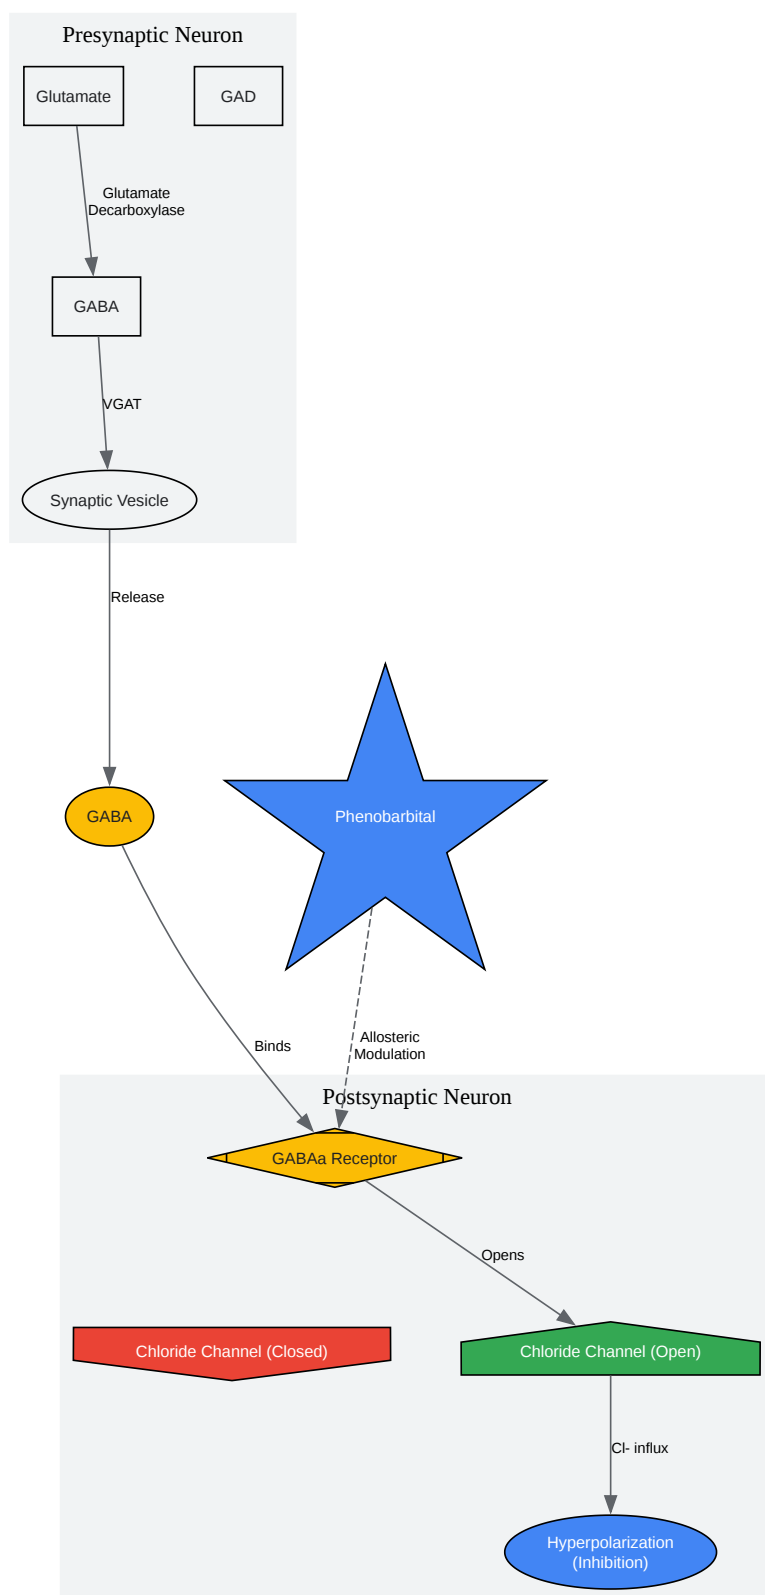 Presynaptic Neuron
Glutamate
GAD
Glutamate
Decarboxylase
GABA
VGAT
Synaptic Vesicle
Release
GABA
Phenobarbital
Binds
Allosteric
Modulation
Postsynaptic Neuron
GABAa Receptor
Opens
Chloride Channel (Closed)
Chloride Channel (Open)
Cl- influx
Hyperpolarization
(Inhibition)